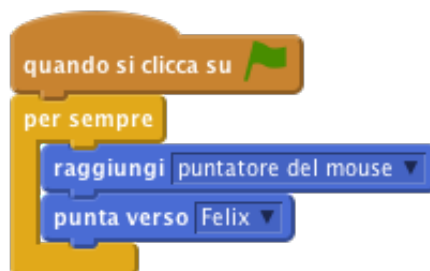 quando si clicca su
per sempre
raggiungi puntatore del mouse
punta verso Felix